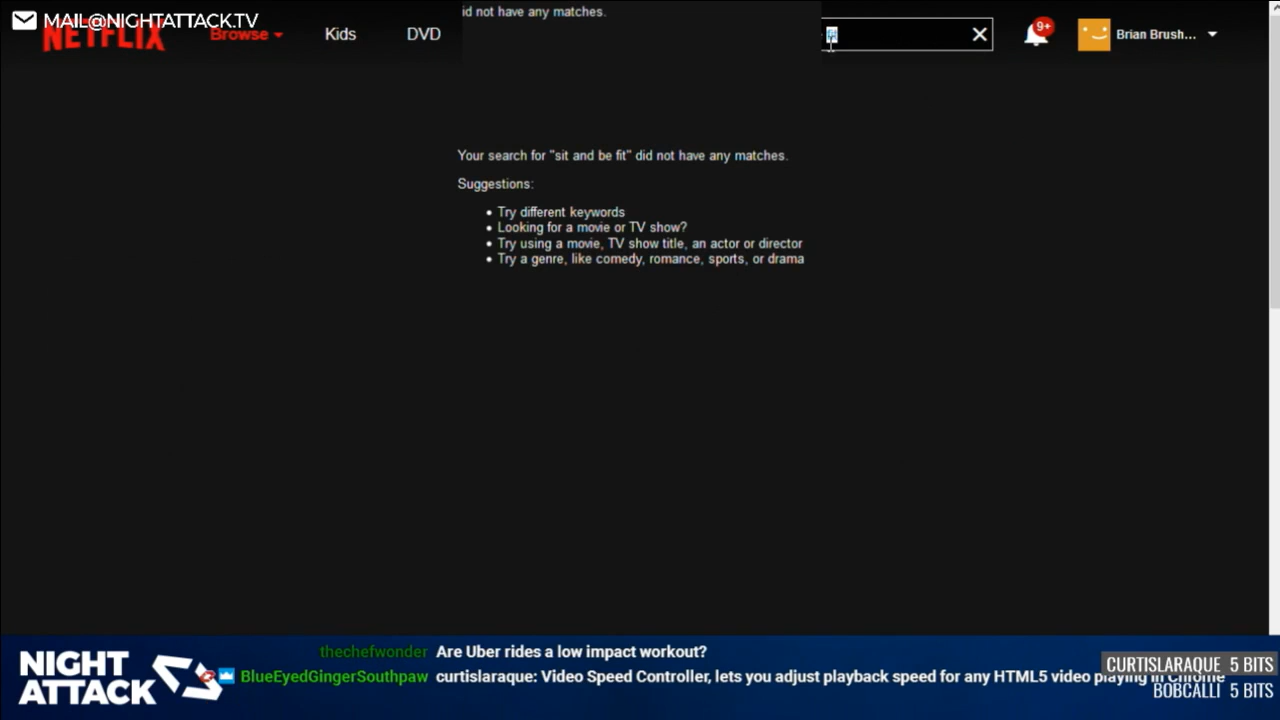 MAIL@NIGHTATTACK.TV
NETFLIX
Browse
Kids
DVD
id not have any matches.
9+
Brian Brush...
Your search for "sit and be fit" did not have any matches.
Suggestions:
Try different keywords
Looking for a movie or TV show?
Try using a movie, TV show title, an actor or director
Try a genre, like comedy, romance, sports, or drama
NIGHT
ATTACK
thechefwonder Are Uber rides a low impact workout?
BlueEyedGingerSouthpaw curtislaraque: Video Speed Controller, lets you adjust playback speed for any HTML5 video playing in Chrome
CURTISLARAQUE 5 BITS
BOBCALLI 5 BITS